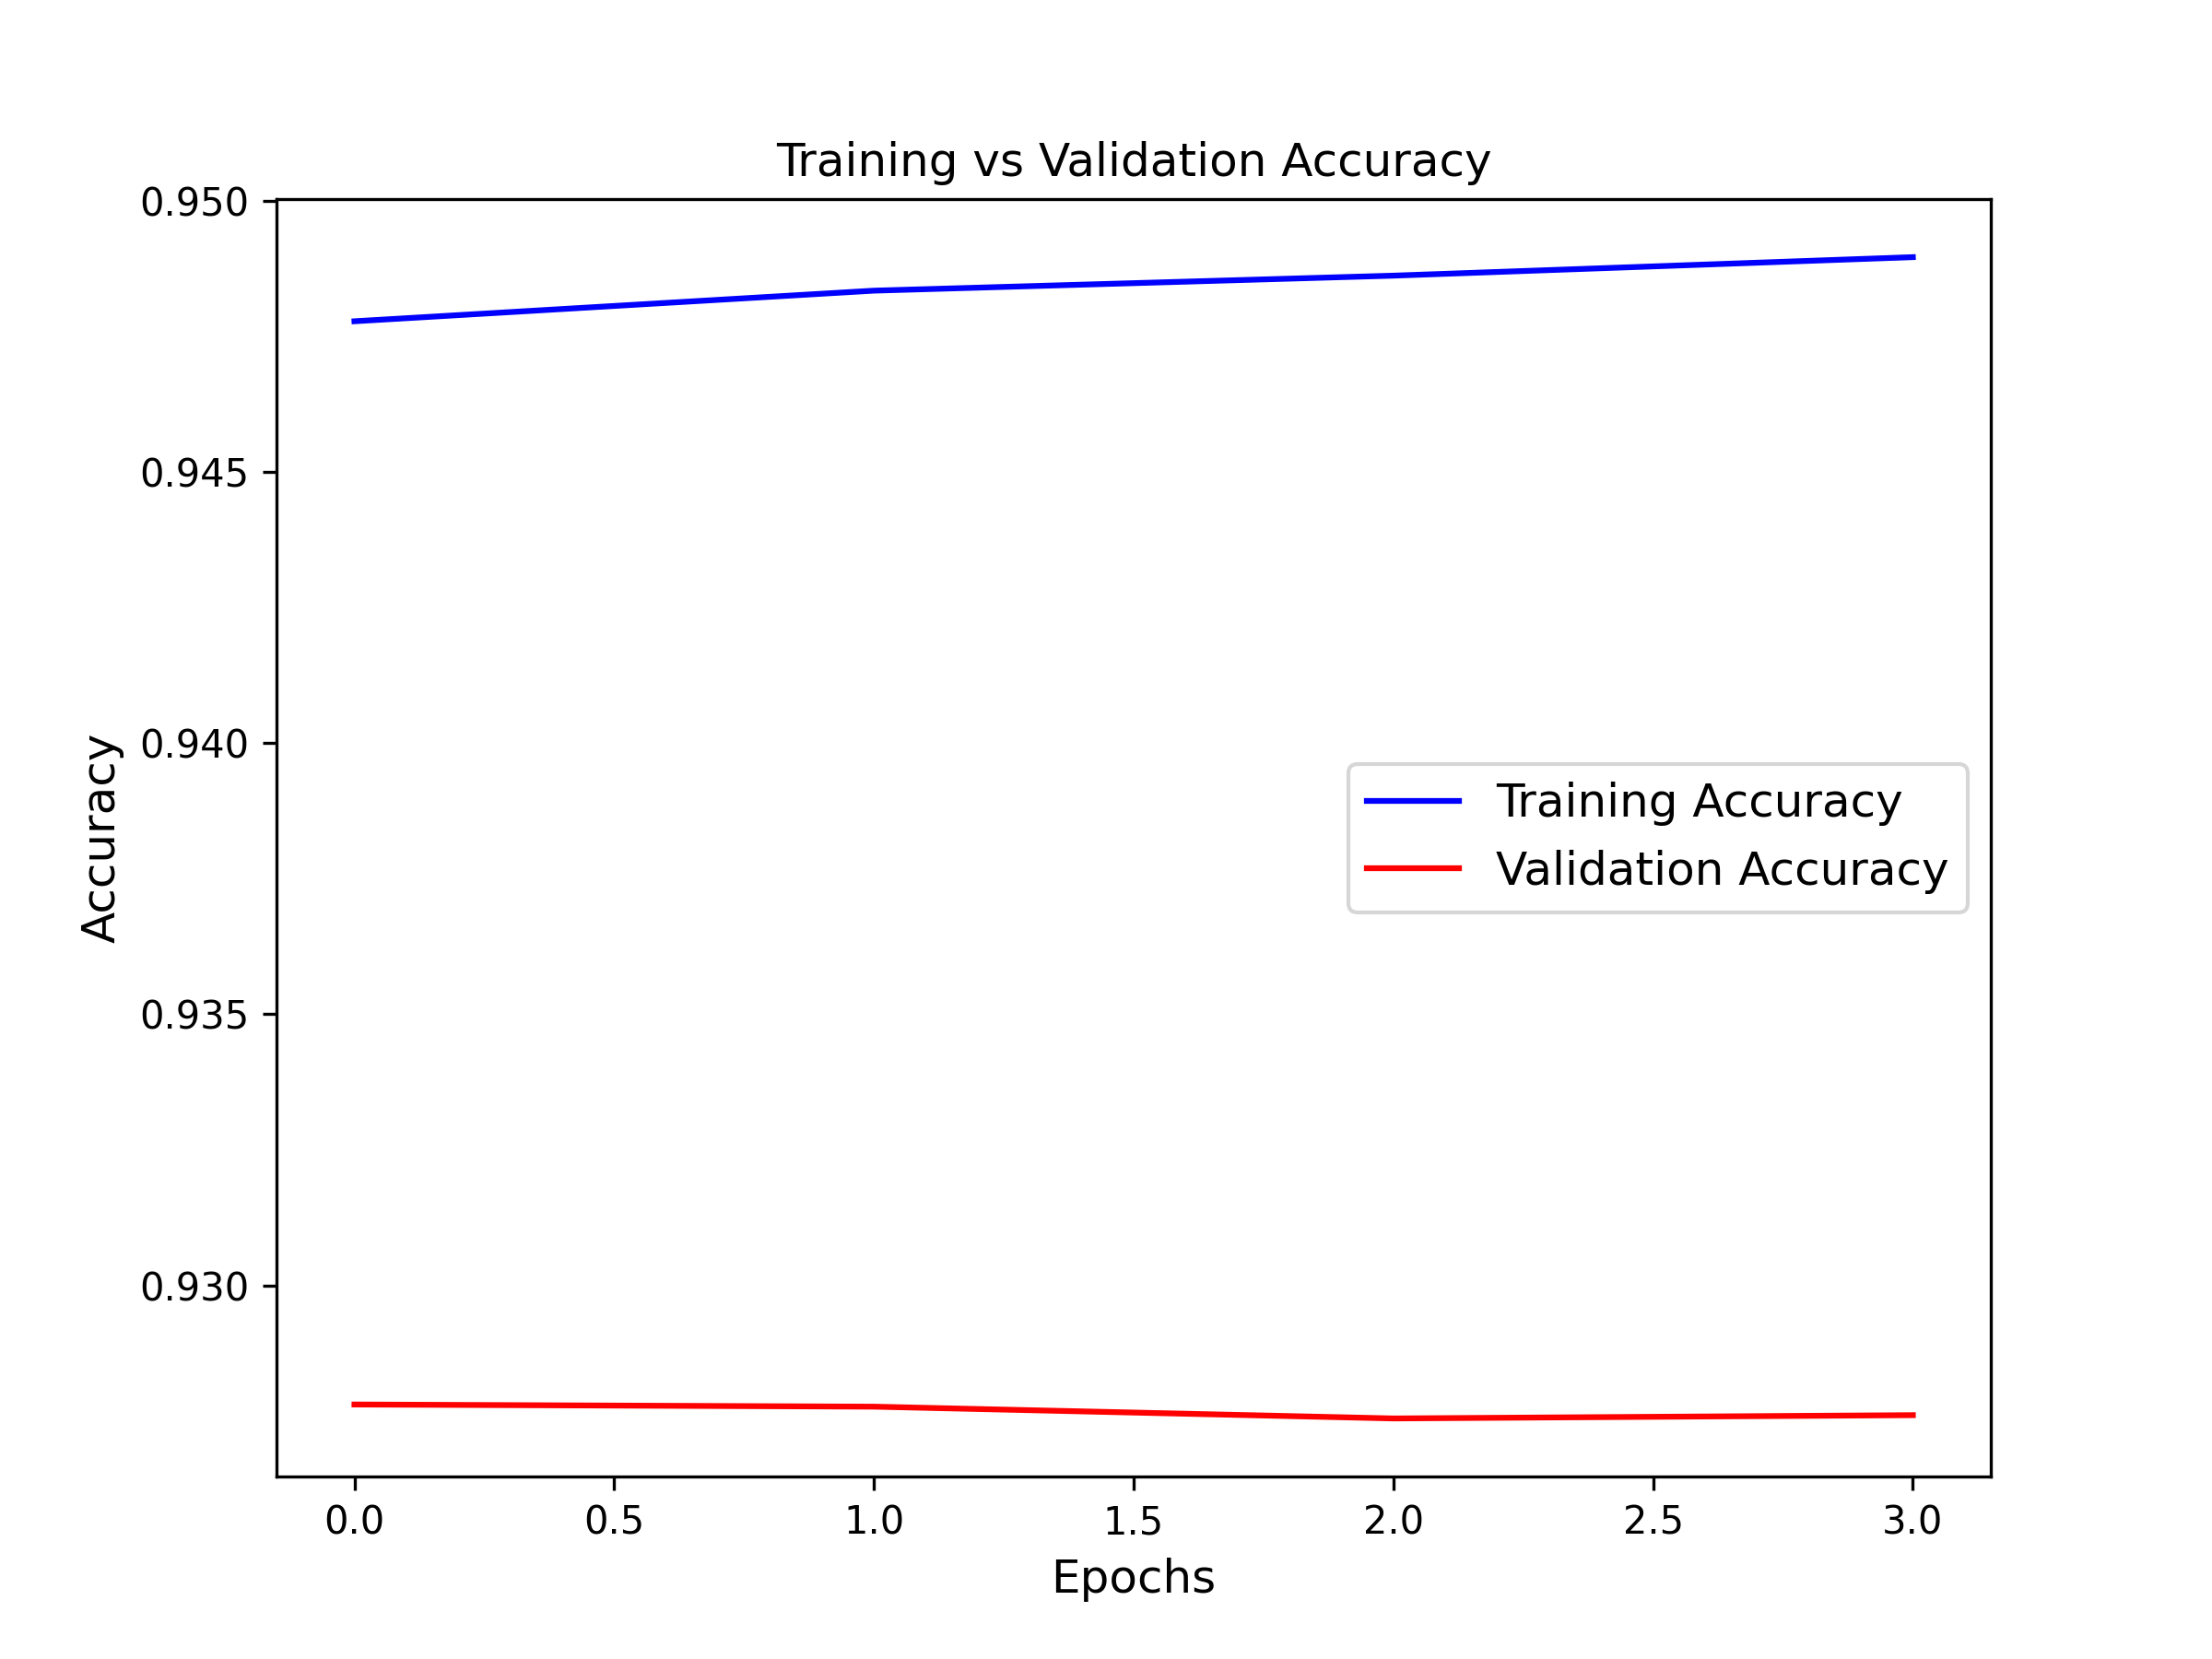 Training vs Validation Accuracy
0.950
0.945
0.940
0.935
0.930
Accuracy
Training Accuracy
Validation Accuracy
0.0 0.5 1.0 1.5 2.0 2.5 3.0
Epochs